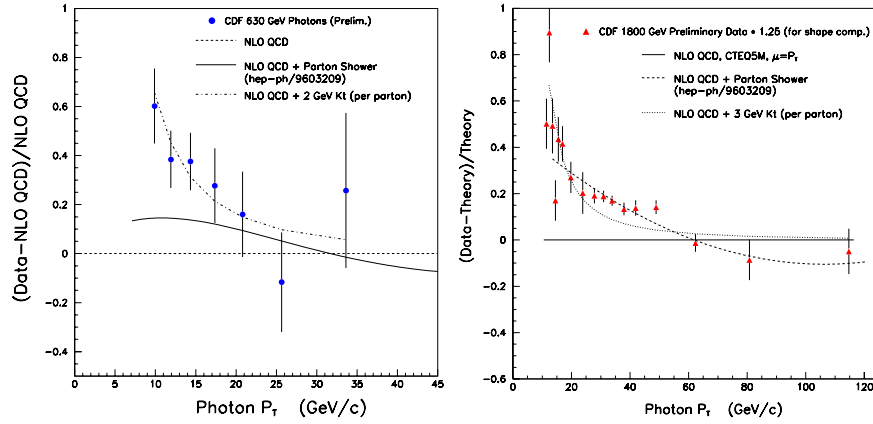 CDF 630 GeV Photons (Prelim.)
NLO QCD
NLO QCD + Parton Shower
(hep-ph/9603209)
NLO QCD + 2 GeV Kt (per parton)
(Data-NLO QCD)/NLO QCD
1
0.8
0.6
0.4
0.2
0
-0.2
-0.4
0 5 10 15 20 25 30 35 40 45
Photon P_T (GeV/c)
CDF 1800 GeV Preliminary Data * 1.25 (for shape comp.)
NLO QCD, CTEQ5M, μ=P_T
NLO QCD + Parton Shower
(hep-ph/9603209)
NLO QCD + 3 GeV Kt (per parton)
(Data-Theory)/Theory
1
0.8
0.6
0.4
0.2
0
-0.2
-0.4
-0.6
0 20 40 60 80 100 120
Photon P_T (GeV/c)